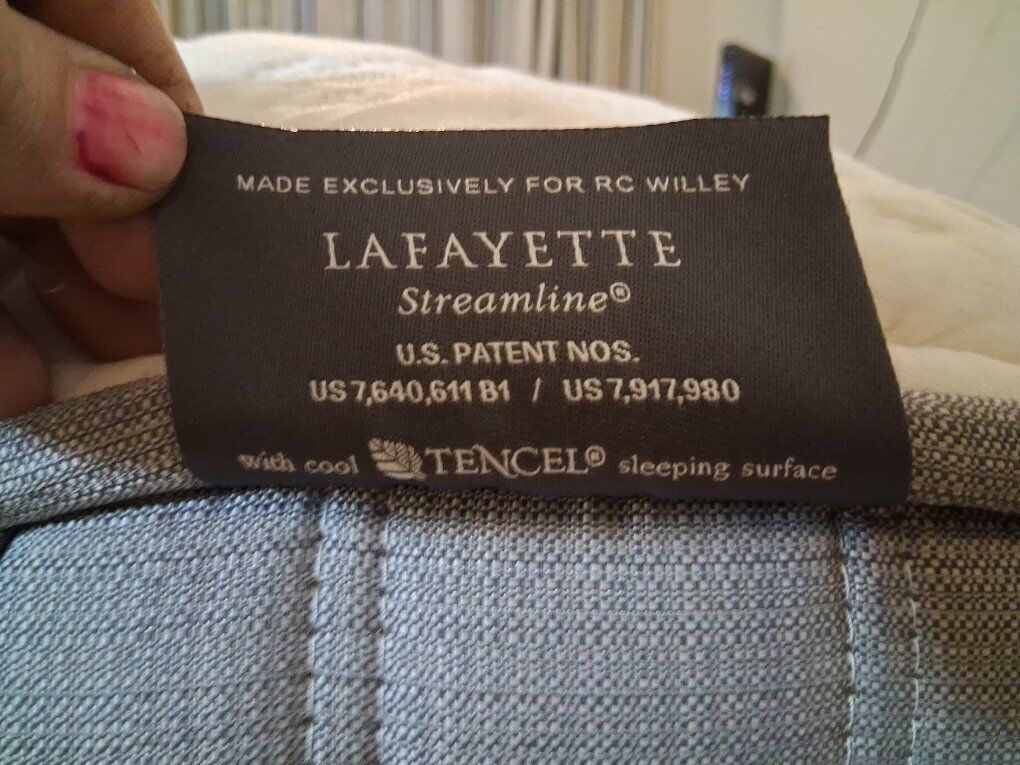 MADE EXCLUSIVELY FOR RC WILLEY
LAFAYETTE
Streamline®
U.S. PATENT NOS.
US 7,640,611 B1 / US 7,917,980
with cool TENCEL® sleeping surface